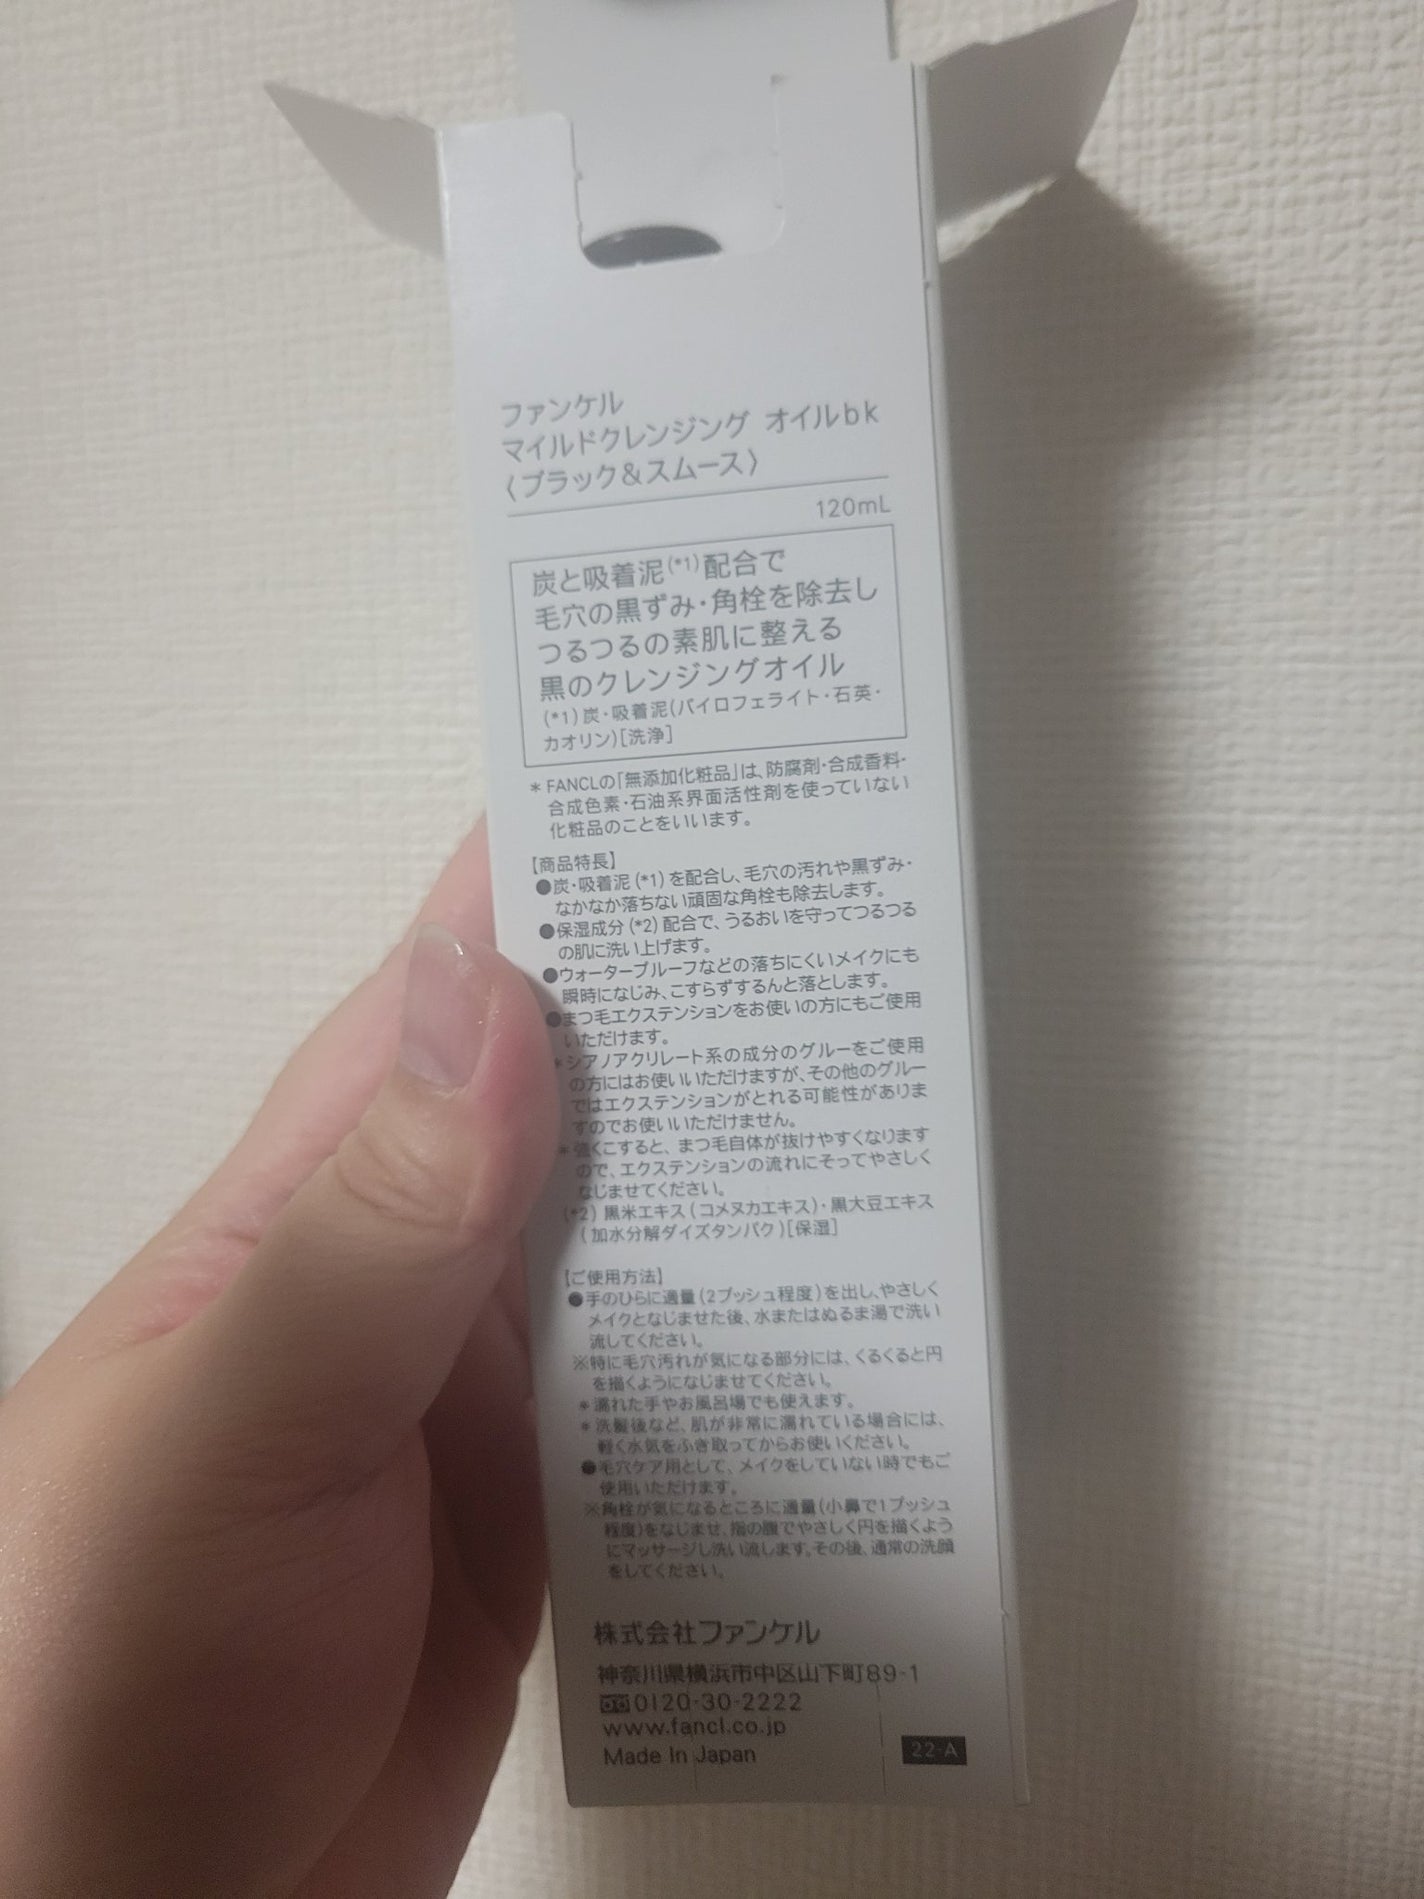 ファンケル
マイルドクレンジング オイルbk
〈ブラック&スムース〉
120mL
炭と吸着泥(*1)配合で
毛穴の黒ずみ・角栓を除去し
つるつるの素肌に整える
黒のクレンジングオイル
(*1)炭・吸着泥(パイロフェライト・石英・
カオリン)[洗浄]
＊FANCLの「無添加化粧品」は、防腐剤・合成香料・
合成色素・石油系界面活性剤を使っていない
化粧品のことをいいます。
【商品特長】
●炭・吸着泥(*1)を配合し、毛穴の汚れや黒ずみ・
なかなか落ちない頑固な角栓も除去します。
●保湿成分(*2)配合で、うるおいを守ってつるつる
の肌に洗い上げます。
●ウォータープルーフなどの落ちにくいメイクにも
瞬時になじみ、こすらずするんと落とします。
●まつ毛エクステンションをお使いの方にもご使用
いただけます。
＊シアノアクリレート系の成分のグルーをご使用
の方にはお使いいただけますが、その他のグルー
ではエクステンションがとれる可能性がありま
すのでお使いいただけません。
＊強くこすると、まつ毛自体が抜けやすくなります
ので、エクステンションの流れにそってやさしく
なじませてください。
(*2)黒米エキス(コメヌカエキス)・黒大豆エキス
(加水分解ダイズタンパク)[保湿]
【ご使用方法】
●手のひらに適量(2プッシュ程度)を出し、やさしく
メイクとなじませた後、水またはぬるま湯で洗い
流してください。
※特に毛穴汚れが気になる部分には、くるくると円
を描くようになじませてください。
＊濡れた手やお風呂場でも使えます。
＊洗髪後など、肌が非常に濡れている場合には、
軽く水気をふき取ってからお使いください。
●毛穴ケア用として、メイクをしていない時でもご
使用いただけます。
※角栓が気になるところに適量(小鼻で1プッシュ
程度)をなじませ、指の腹でやさしく円を描くよう
にマッサージし洗い流します。その後、通常の洗顔
をしてください。
株式会社ファンケル
神奈川県横浜市中区山下町89-1
0120-30-2222
www.fancl.co.jp
Made In Japan
22-A